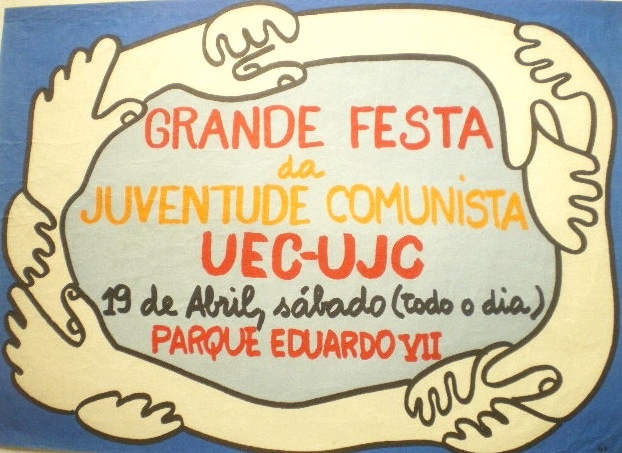 GRANDE FESTA
da
JUVENTUDE COMUNISTA
UEC-UJC
19 de Abril, sábado (todo o dia)
PARQUE EDUARDO VII